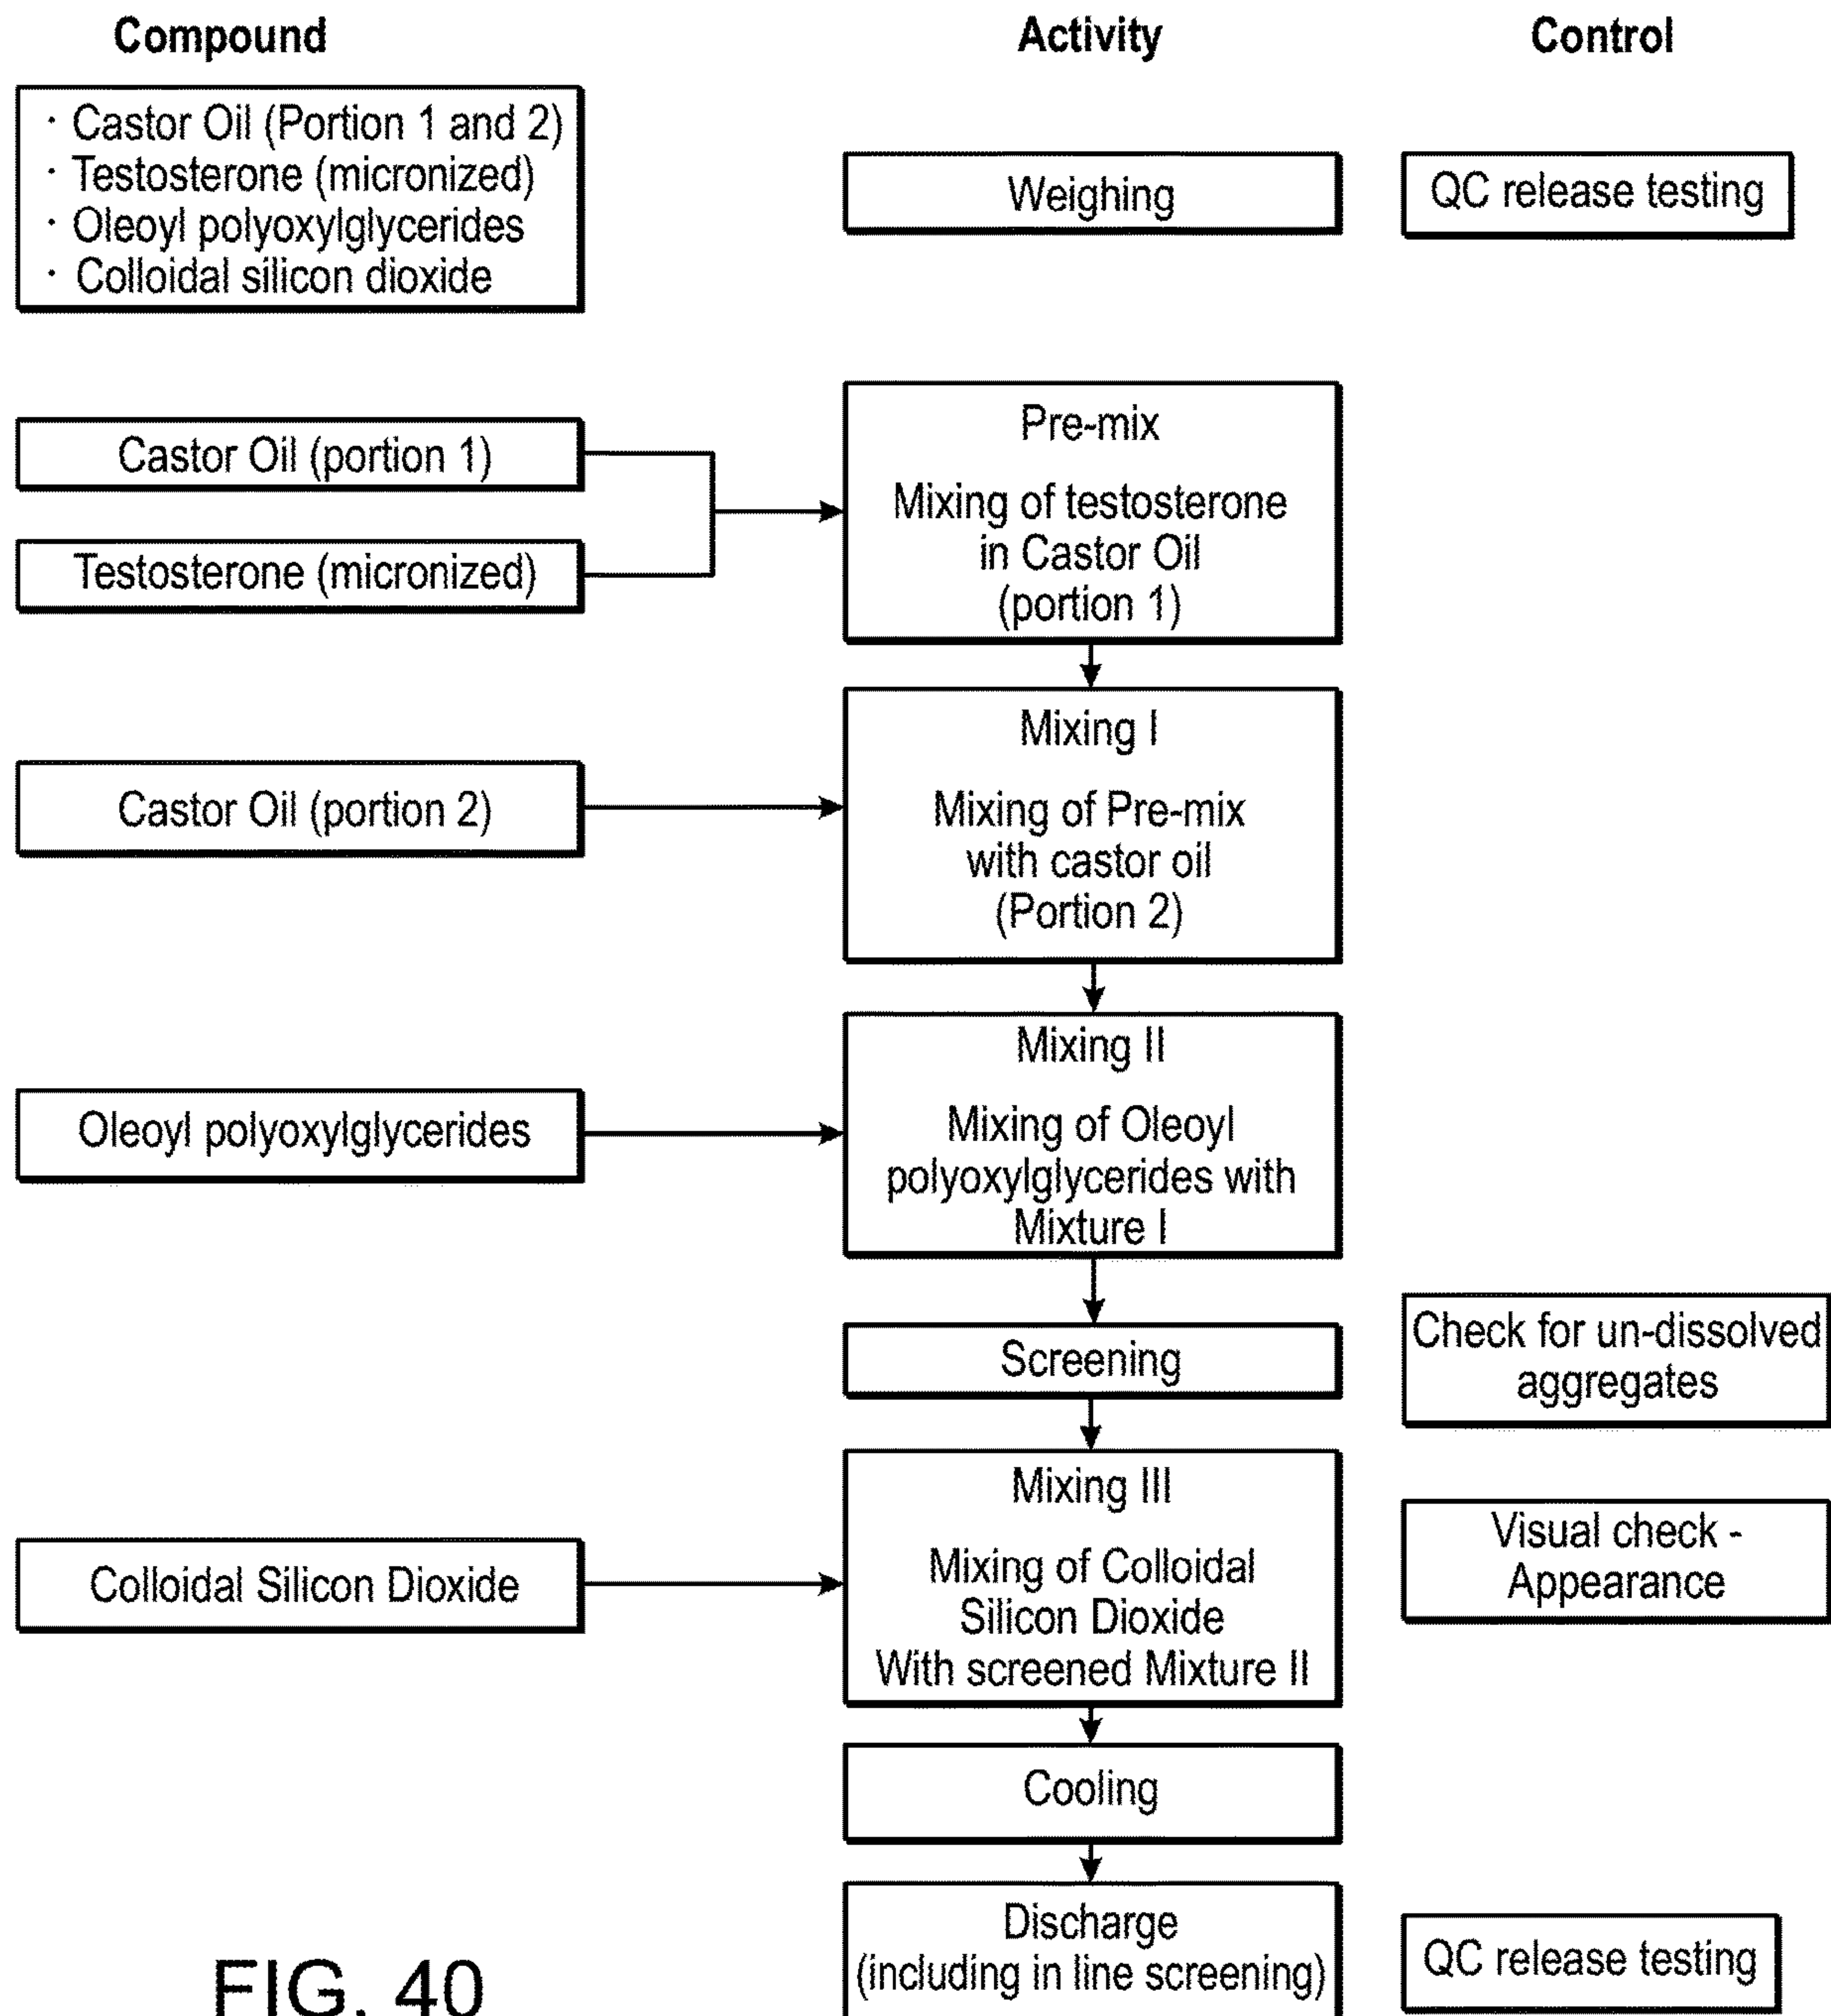 Compound
Activity
Control
· Castor Oil (Portion 1 and 2)
· Testosterone (micronized)
· Oleoyl polyoxylglycerides
· Colloidal silicon dioxide
Weighing
QC release testing
Castor Oil (portion 1)
Testosterone (micronized)
Pre-mix
Mixing of testosterone
in Castor Oil
(portion 1)
Castor Oil (portion 2)
Mixing I
Mixing of Pre-mix
with castor oil
(Portion 2)
Oleoyl polyoxylglycerides
Mixing II
Mixing of Oleoyl
polyoxylglycerides with
Mixture I
Screening
Check for un-dissolved
aggregates
Colloidal Silicon Dioxide
Mixing III
Mixing of Colloidal
Silicon Dioxide
With screened Mixture II
Visual check -
Appearance
Cooling
Discharge
(including in line screening)
QC release testing
FIG. 40